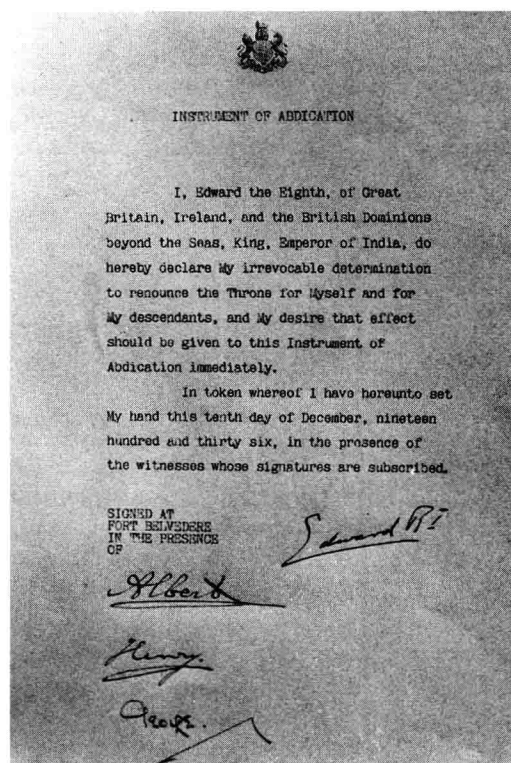 INSTRUMENT OF ABDICATION
I, Edward the Eighth, of Great
Britain, Ireland, and the British Dominions
beyond the Seas, King, Emperor of India, do
hereby declare My irrevocable determination
to renounce the Throne for Myself and for
My descendants, and My desire that effect
should be given to this Instrument of
Abdication immediately.
In token whereof I have hereunto set
My hand this tenth day of December, nineteen
hundred and thirty six, in the presence of
the witnesses whose signatures are subscribed.
SIGNED AT
FORT BELVEDERE
IN THE PRESENCE
OF
Edward RI
Albert
Henry.
George.